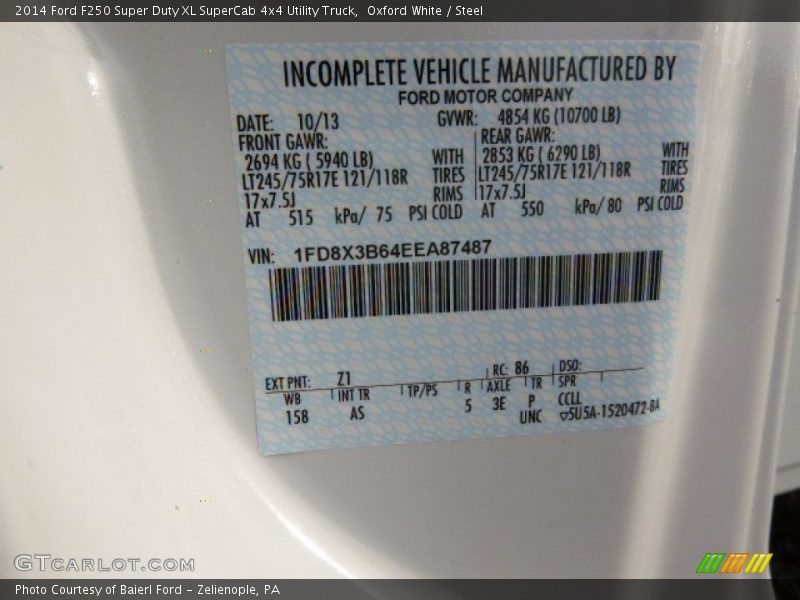 2014 Ford F250 Super Duty XL SuperCab 4x4 Utility Truck,  Oxford White / Steel
INCOMPLETE VEHICLE MANUFACTURED BY
FORD MOTOR COMPANY
DATE: 10/13 GVWR: 4854 KG (10700 LB)
FRONT GAWR: REAR GAWR:
2694 KG ( 5940 LB) WITH 2853 KG ( 6290 LB) WITH
LT245/75R17E 121/118R TIRES LT245/75R17E 121/118R TIRES
17x7.5J RIMS 17x7.5J RIMS
AT 515 kPa/ 75 PSI COLD AT 550 kPa/ 80 PSI COLD
VIN: 1FD8X3B64EEA87487
EXT PNT: Z1 RC: 86 DSO:
WB INT TR TP/PS R AXLE TR SPR
158 AS 5 3E P CCLL
UNC ▽5U5A-1520472-BA
GTCARLOT.COM
Photo Courtesy of Baierl Ford - Zelienople, PA